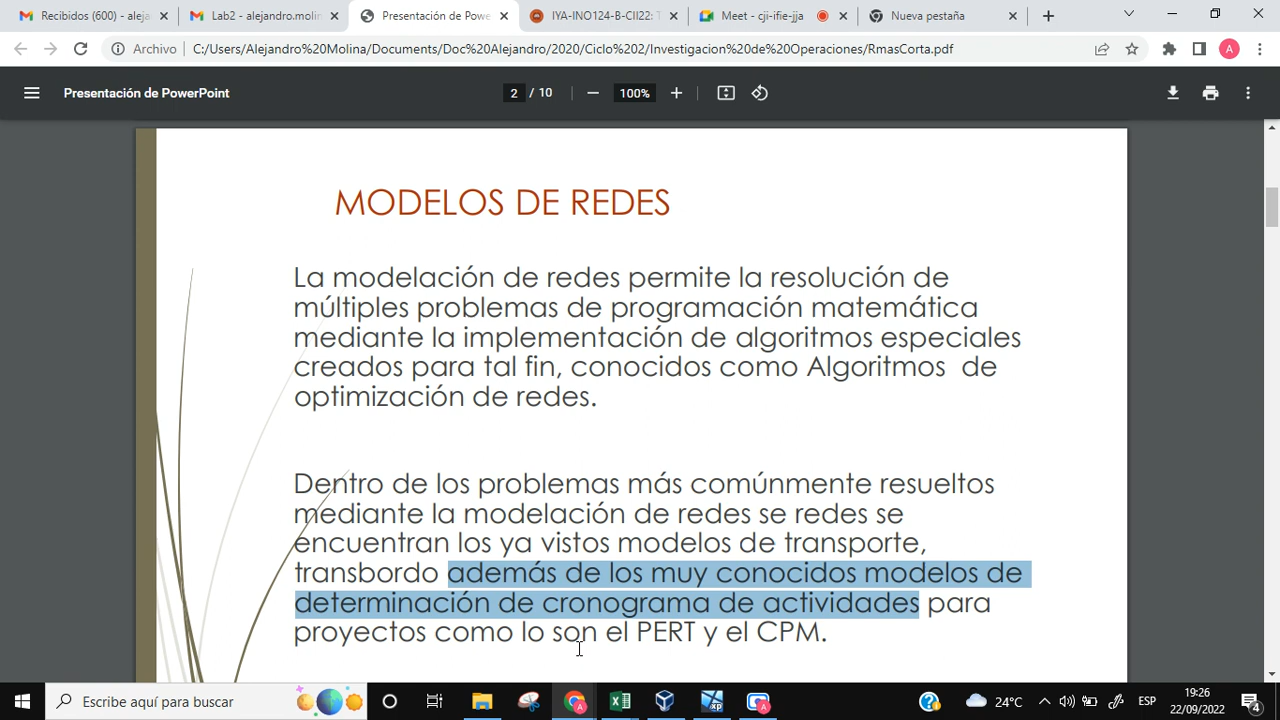 Recibidos (600) - aleja
Lab2 - alejandro.molin
Presentación de Powe
IYA-INO124-B-CII22: T
Meet - cji-ifie-jja
Nueva pestaña
Archivo
C:/Users/Alejandro%20Molina/Documents/Doc%20Alejandro/2020/Ciclo%202/Investigacion%20de%20Operaciones/RmasCorta.pdf
A
Presentación de PowerPoint
2 / 10
100%
MODELOS DE REDES
La modelación de redes permite la resolución de
múltiples problemas de programación matemática
mediante la implementación de algoritmos especiales
creados para tal fin, conocidos como Algoritmos de
optimización de redes.
Dentro de los problemas más comúnmente resueltos
mediante la modelación de redes se redes se
encuentran los ya vistos modelos de transporte,
transbordo además de los muy conocidos modelos de
determinación de cronograma de actividades para
proyectos como lo son el PERT y el CPM.
Escribe aquí para buscar
24°C
ESP
19:26
22/09/2022
4